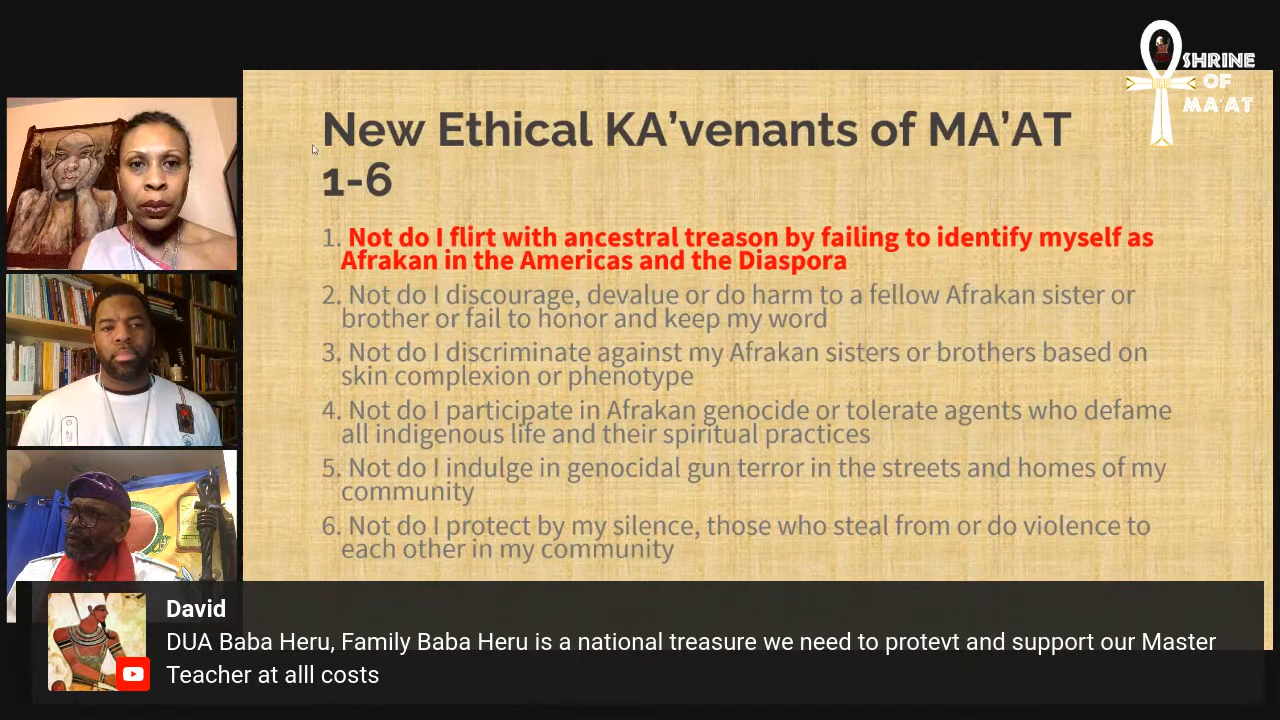 SHRINE
OF
MA'AT
New Ethical KA’venants of MA’AT
1-6
1. Not do I flirt with ancestral treason by failing to identify myself as
Afrakan in the Americas and the Diaspora
2. Not do I discourage, devalue or do harm to a fellow Afrakan sister or
brother or fail to honor and keep my word
3. Not do I discriminate against my Afrakan sisters or brothers based on
skin complexion or phenotype
4. Not do I participate in Afrakan genocide or tolerate agents who defame
all indigenous life and their spiritual practices
5. Not do I indulge in genocidal gun terror in the streets and homes of my
community
6. Not do I protect by my silence, those who steal from or do violence to
each other in my community
David
DUA Baba Heru, Family Baba Heru is a national treasure we need to protevt and support our Master
Teacher at alll costs